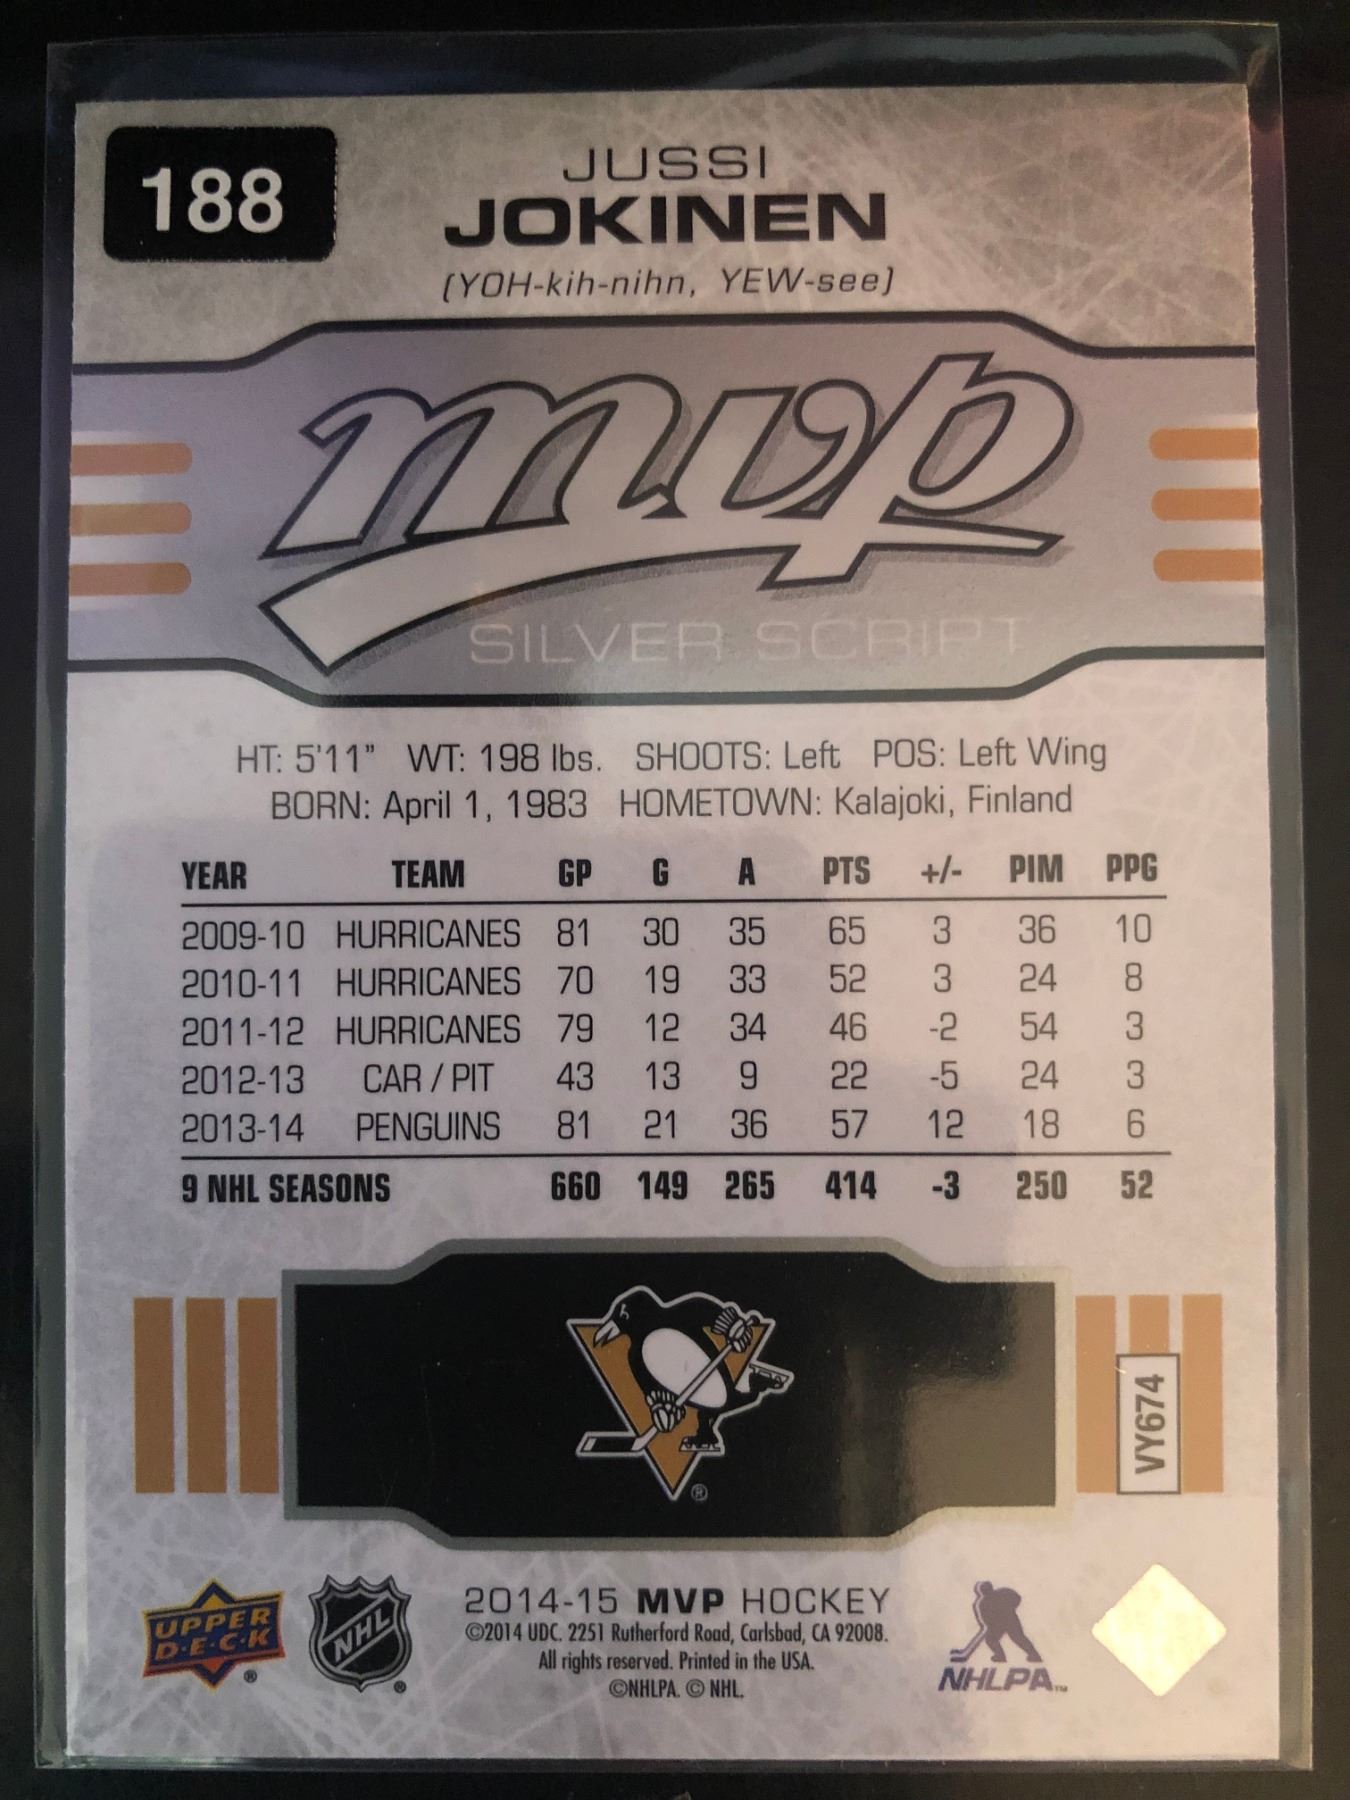 188
JUSSI
JOKINEN
(YOH-kih-nihn, YEW-see)
mvp
SILVER SCRIPT
HT: 5'11" WT: 198 lbs. SHOOTS: Left POS: Left Wing
BORN: April 1, 1983 HOMETOWN: Kalajoki, Finland
YEAR TEAM GP G A PTS +/- PIM PPG
2009-10 HURRICANES 81 30 35 65 3 36 10
2010-11 HURRICANES 70 19 33 52 3 24 8
2011-12 HURRICANES 79 12 34 46 -2 54 3
2012-13 CAR / PIT 43 13 9 22 -5 24 3
2013-14 PENGUINS 81 21 36 57 12 18 6
9 NHL SEASONS 660 149 265 414 -3 250 52
®
VY674
UPPER
D·E·C·K
®
NHL
®
2014-15 MVP HOCKEY
©2014 UDC. 2251 Rutherford Road, Carlsbad, CA 92008.
All rights reserved. Printed in the USA.
©NHLPA. © NHL.
NHLPA™